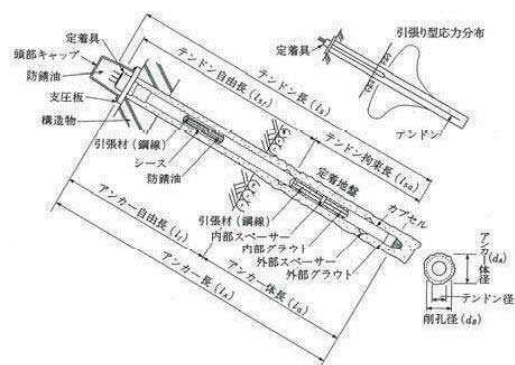 定着具
頭部キャップ
防錆油
支圧板
構造物
引張材(鋼線)
シース
防錆油
テンドン自由長(lsf)
テンドン長(ls)
テンドン拘束長(lsa)
引張り型応力分布
定着具
テンドン
定着地盤
カプセル
引張材(鋼線)
内部スペーサー
内部グラウト
外部スペーサー
外部グラウト
アンカー自由長(lf)
アンカー体長(la)
アンカー長(lA)
アンカー体径(dA)
テンドン径
削孔径(dB)